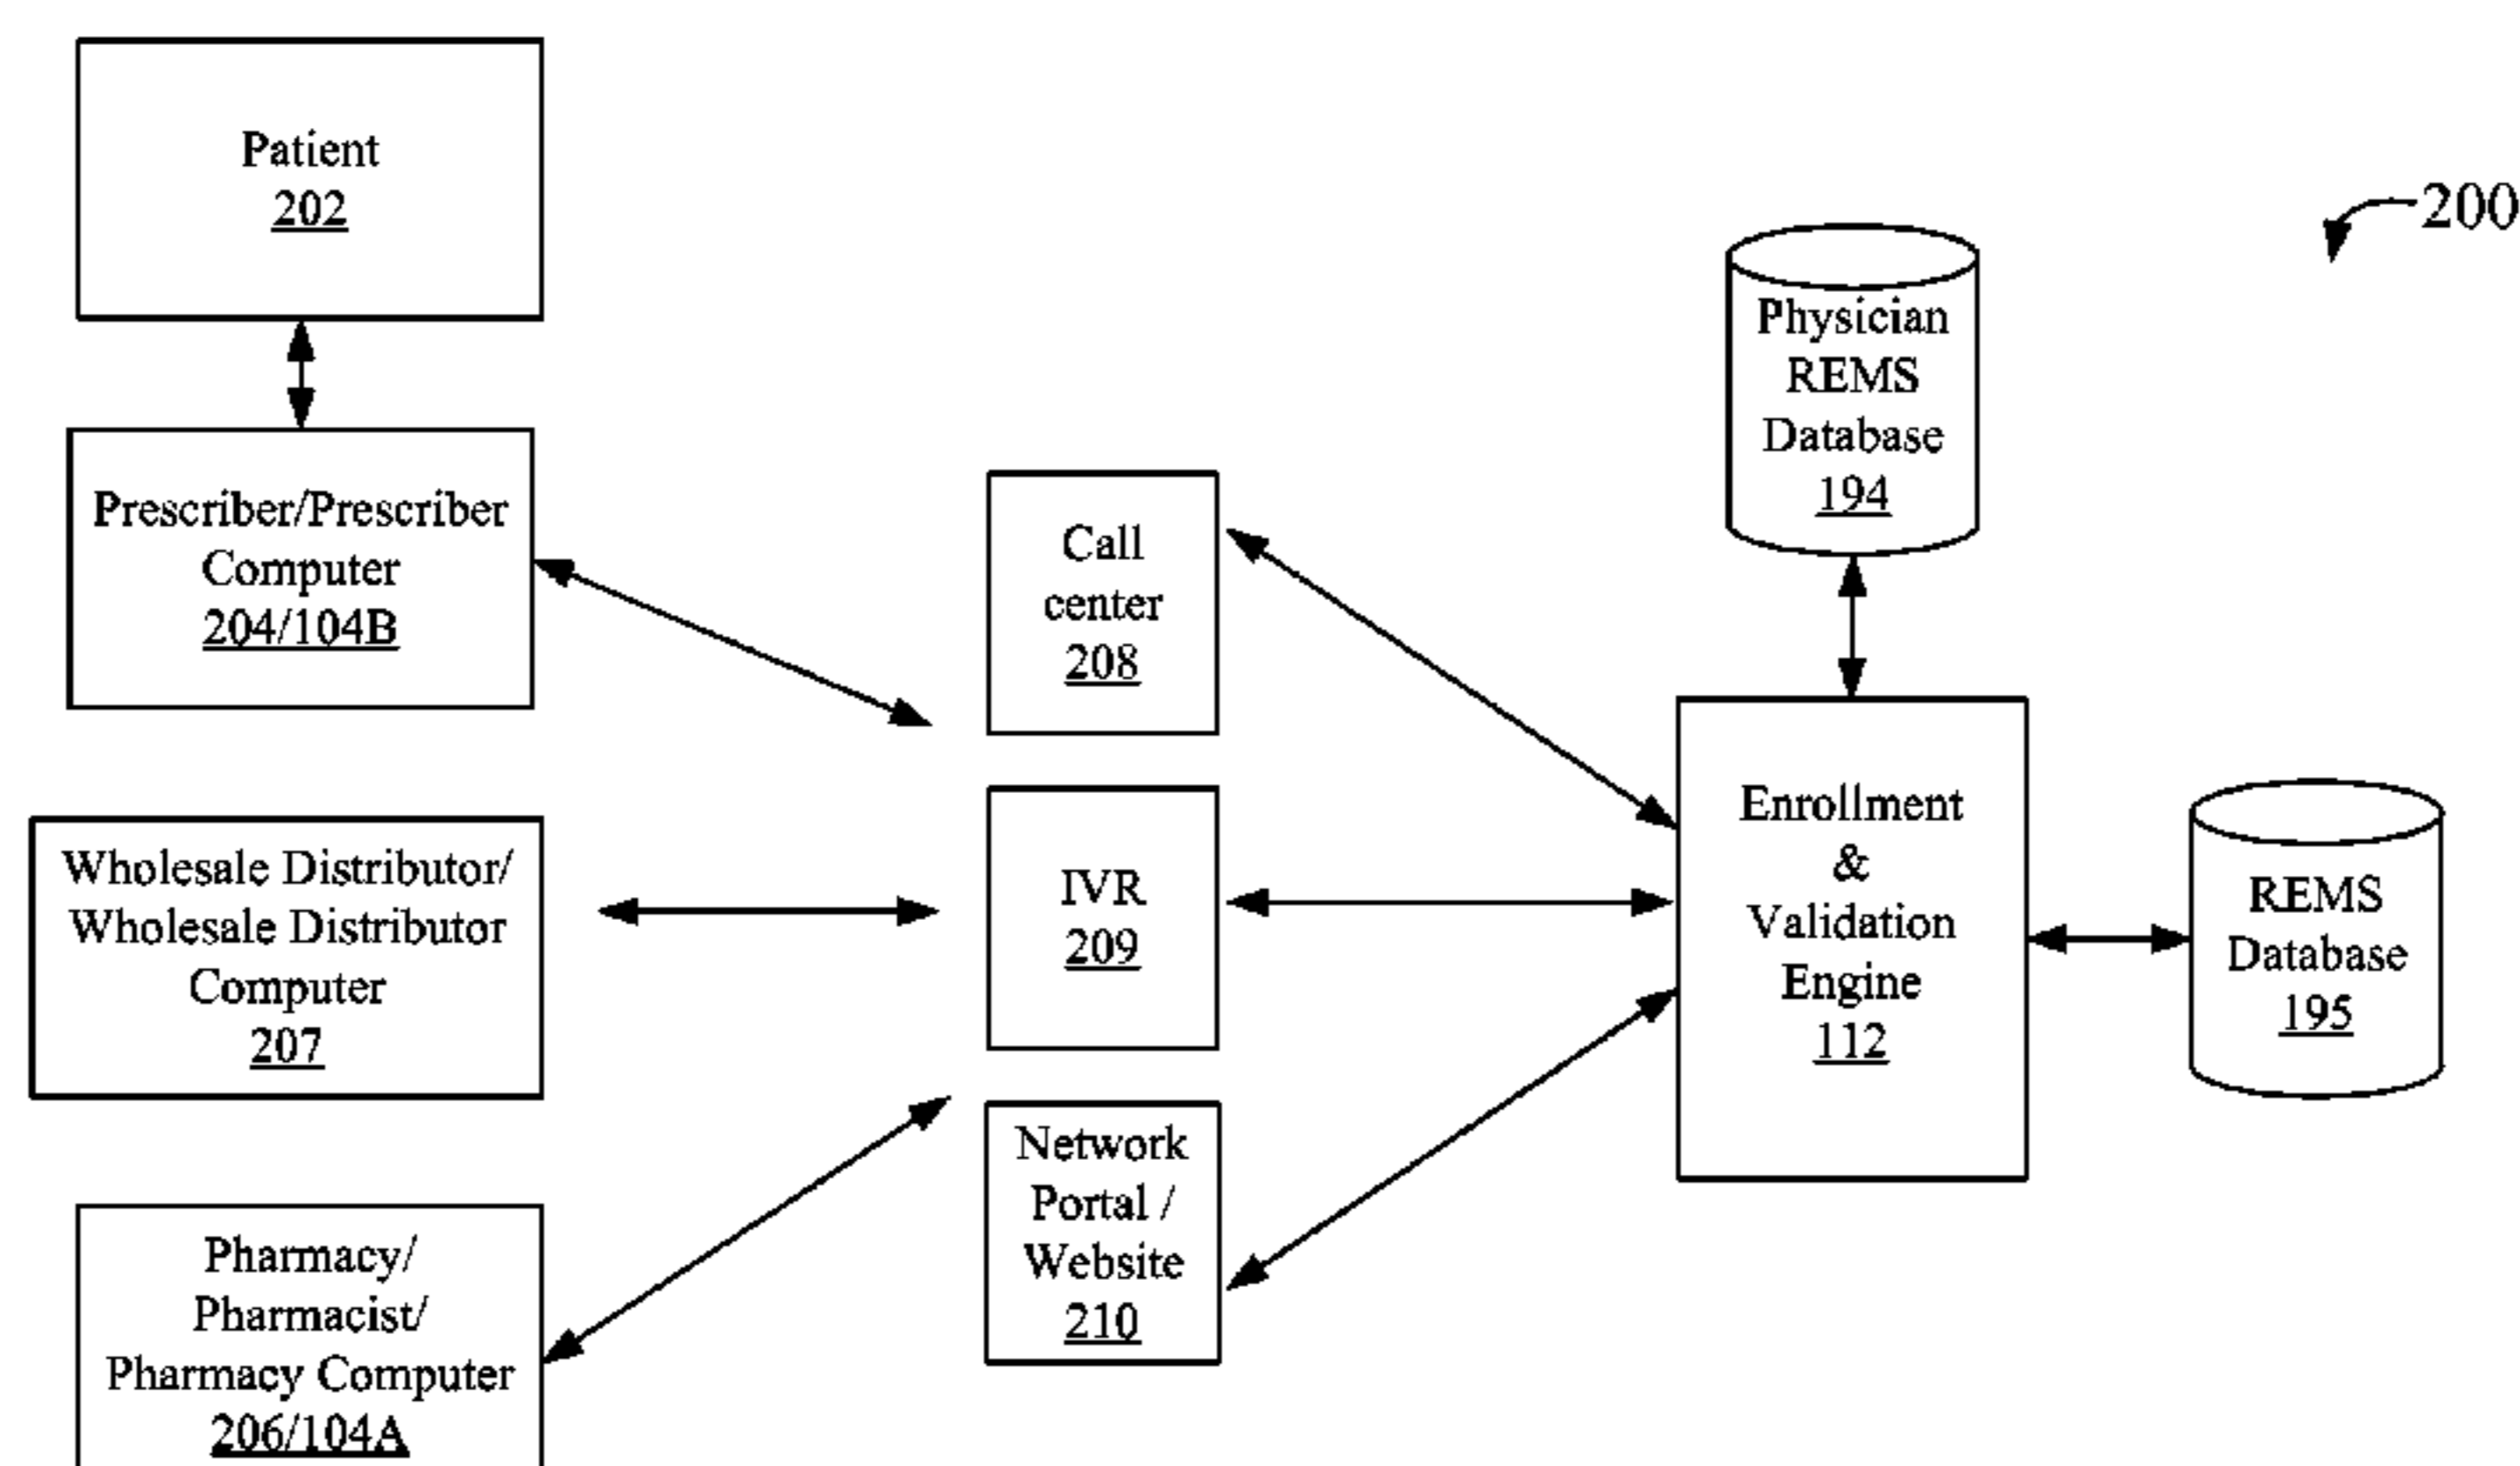 Patient
202
200
Prescriber/Prescriber
Computer
204/104B
Wholesale Distributor/
Wholesale Distributor
Computer
207
Pharmacy/
Pharmacist/
Pharmacy Computer
206/104A
Call
center
208
IVR
209
Network
Portal /
Website
210
Physician
REMS
Database
194
Enrollment
&
Validation
Engine
112
REMS
Database
195